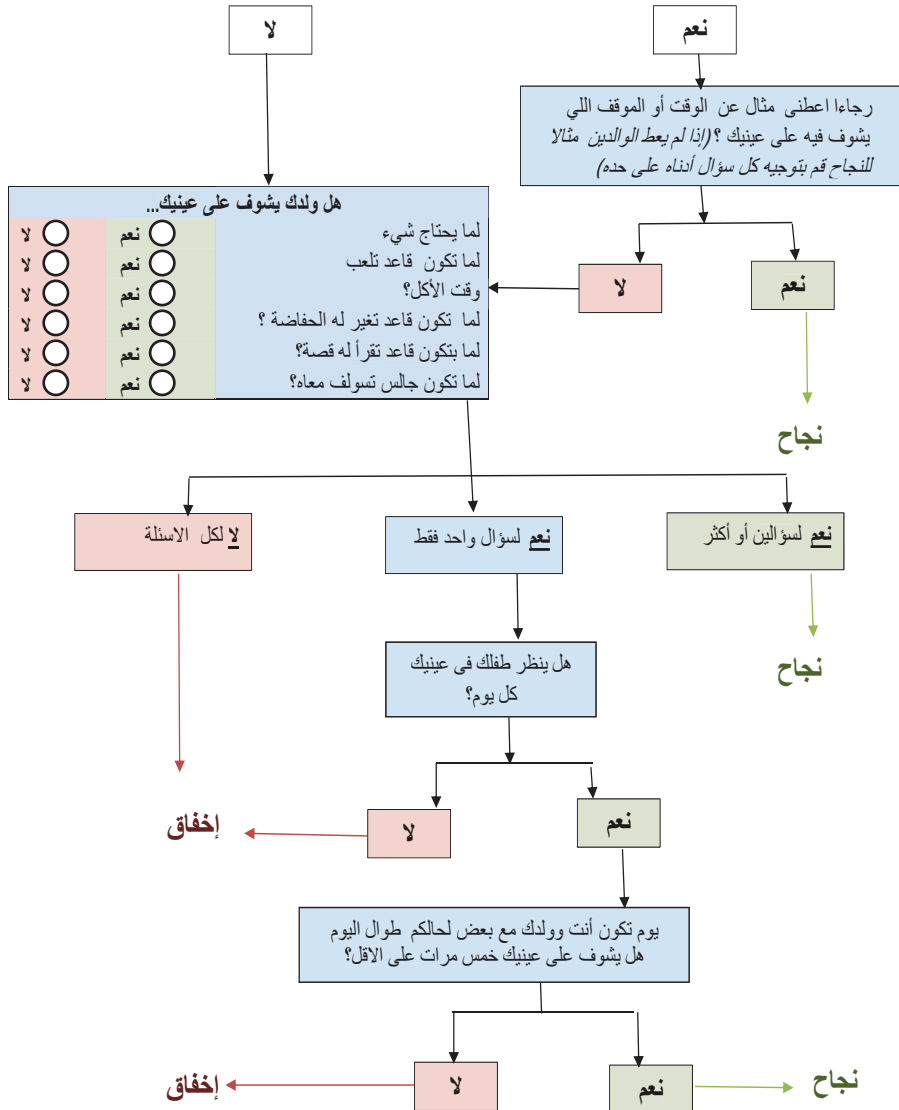 نعم
لا
رجاءا اعطنى مثال عن الوقت أو الموقف اللي
يشوف فيه على عينيك ؟(إذا لم يعط الوالدين مثالا
للنجاح قم بتوجيه كل سؤال أدناه على حده)
نعم
لا
نجاح
هل ولدك يشوف على عينيك...
لما يحتاج شيء نعم لا
لما تكون قاعد تلعب نعم لا
وقت الأكل؟ نعم لا
لما تكون قاعد تغير له الحفاضة ؟ نعم لا
لما بتكون قاعد تقرأ له قصة؟ نعم لا
لما تكون جالس تسولف معاه؟ نعم لا
نعم لسؤالين أو أكثر
نعم لسؤال واحد فقط
لا لكل الاسئلة
نجاح
هل ينظر طفلك فى عينيك
كل يوم؟
نعم
لا
إخفاق
يوم تكون أنت وولدك مع بعض لحالكم طوال اليوم
هل يشوف على عينيك خمس مرات على الاقل؟
نجاح
نعم
لا
إخفاق